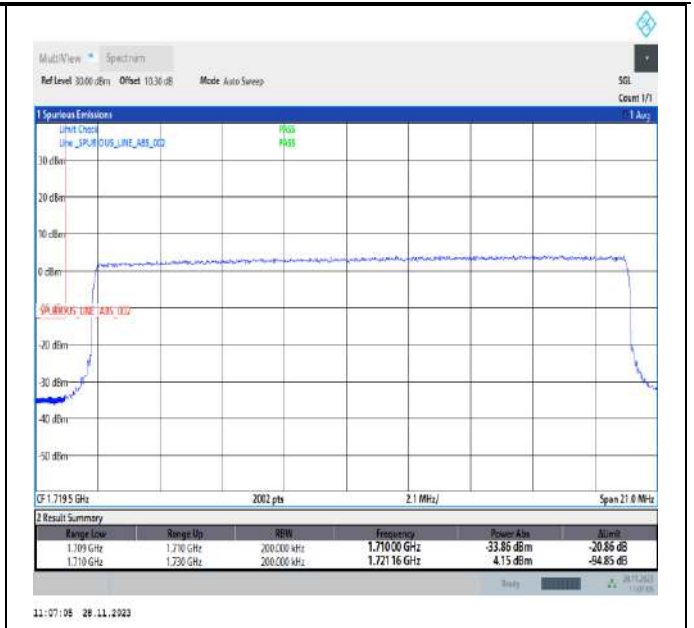 MultiView Spectrum
Ref Level 30.00 dBm Offset 10.30 dB Mode Auto Sweep SGL
Count 1/1
1 Spurious Emissions 1 Avg
Limit Check PASS
Line _SPURIOUS_LINE_ABS_002 PASS
30 dBm
20 dBm
10 dBm
0 dBm
SPURIOUS_LINE_ABS_002
-20 dBm
-30 dBm
-40 dBm
-50 dBm
CF 1.7195 GHz 2002 pts 2.1 MHz/ Span 21.0 MHz
2 Result Summary
Range Low Range Up RBW Frequency Power Abs ΔLimit
1.709 GHz 1.710 GHz 200.000 kHz 1.71000 GHz -33.86 dBm -20.86 dB
1.710 GHz 1.730 GHz 200.000 kHz 1.72116 GHz 4.15 dBm -94.85 dB
Ready 28.11.2023
11:07:05
11:07:05 28.11.2023